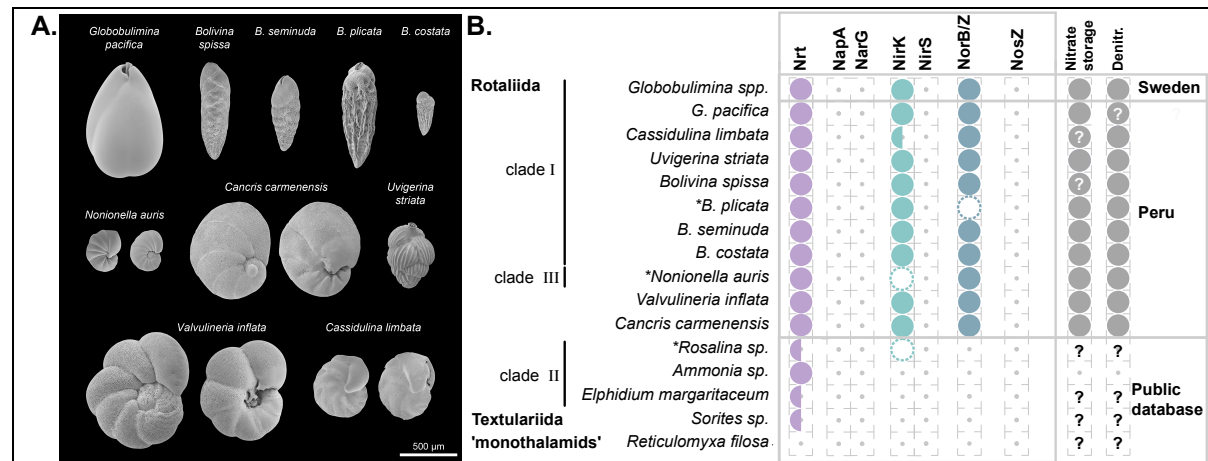 A.
Globobulimina
pacifica
Bolivina
spissa
B. seminuda
B. plicata
B. costata
Nonionella auris
Cancris carmenensis
Uvigerina
striata
Valvulineria inflata
Cassidulina limbata
500 µm
B.
Nrt
NapA
NarG
NirK
NirS
NorB/Z
NosZ
Nitrate
storage
Denitr.
Rotaliida
Globobulimina spp.
Sweden
G. pacifica
?
?
Cassidulina limbata
?
clade I
Uvigerina striata
Bolivina spissa
?
*B. plicata
Peru
B. seminuda
B. costata
clade III
*Nonionella auris
Valvulineria inflata
Cancris carmenensis
*Rosalina sp.
? ?
clade II
Ammonia sp.
Elphidium margaritaceum
? ?
Public
database
Textulariida
Sorites sp.
? ?
'monothalamids'
Reticulomyxa filosa
? ?